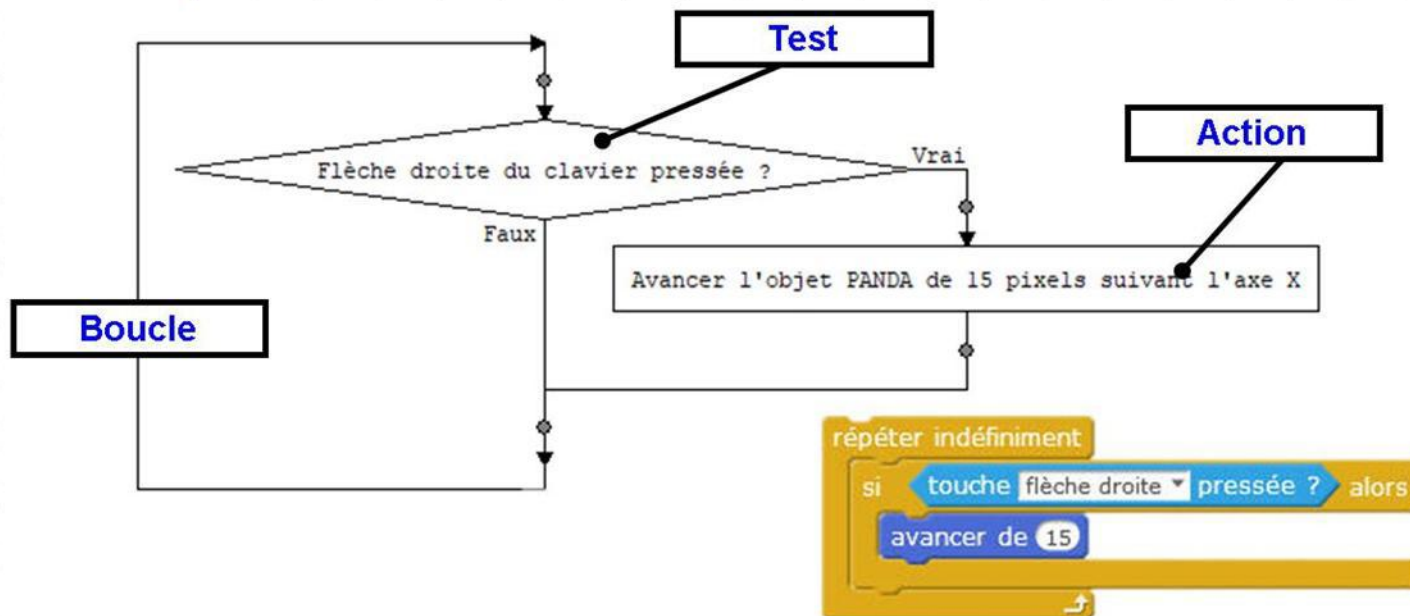 Test
Action
Flèche droite du clavier pressée ?
Vrai
Faux
Avancer l'objet PANDA de 15 pixels suivant l'axe X
Boucle
répéter indéfiniment
si touche flèche droite pressée ? alors
avancer de 15